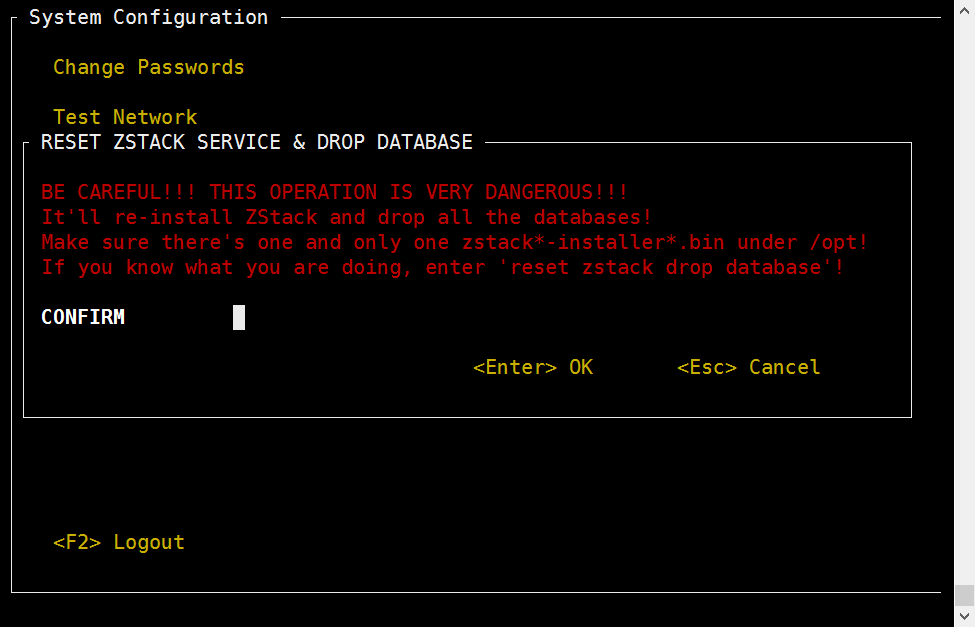 System Configuration
Change Passwords
Test Network
RESET ZSTACK SERVICE & DROP DATABASE
BE CAREFUL!!! THIS OPERATION IS VERY DANGEROUS!!!
It'll re-install ZStack and drop all the databases!
Make sure there's one and only one zstack*-installer*.bin under /opt!
If you know what you are doing, enter 'reset zstack drop database'!
CONFIRM
<Enter> OK <Esc> Cancel
<F2> Logout